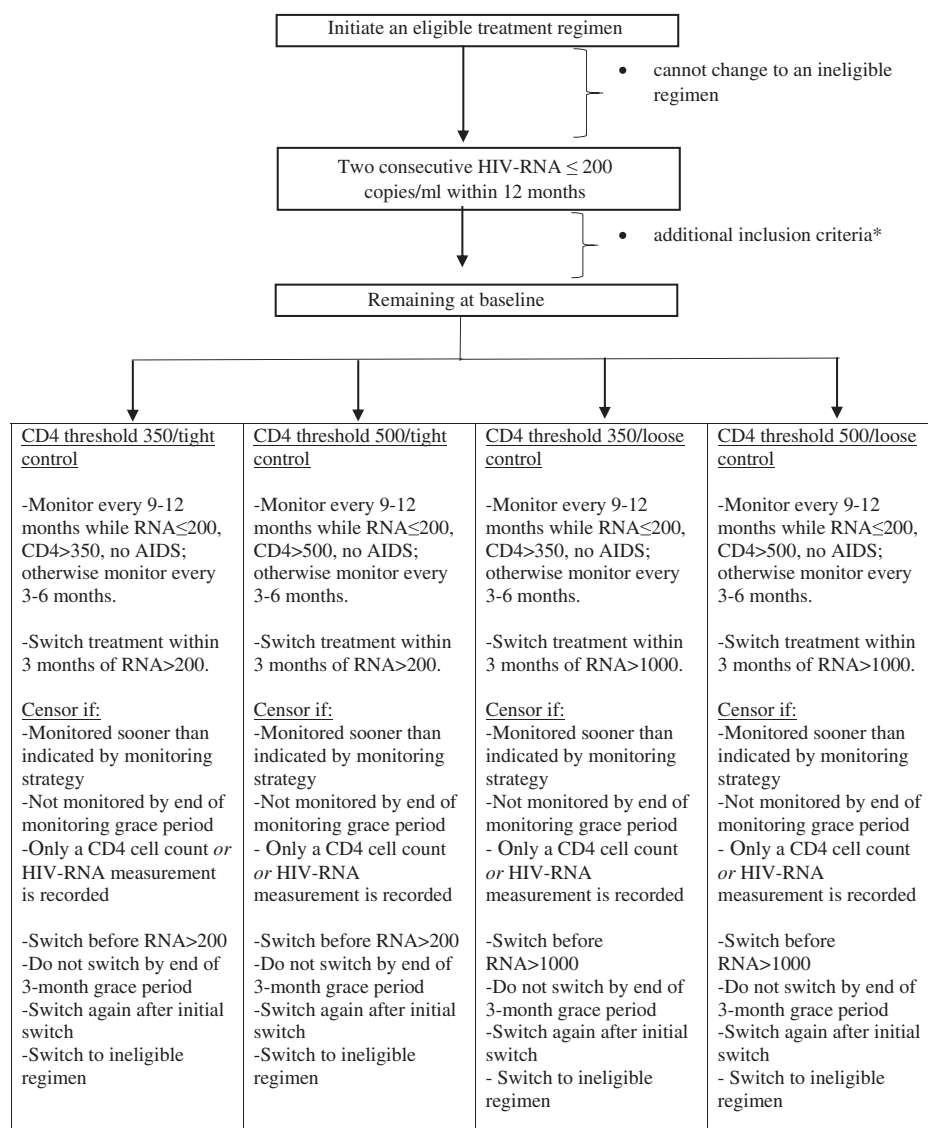 Initiate an eligible treatment regimen
• cannot change to an ineligible
regimen
Two consecutive HIV-RNA ≤ 200
copies/ml within 12 months
• additional inclusion criteria*
Remaining at baseline
CD4 threshold 350/tight
control
-Monitor every 9-12
months while RNA≤200,
CD4>350, no AIDS;
otherwise monitor every
3-6 months.
-Switch treatment within
3 months of RNA>200.
Censor if:
-Monitored sooner than
indicated by monitoring
strategy
-Not monitored by end of
monitoring grace period
-Only a CD4 cell count or
HIV-RNA measurement
is recorded
-Switch before RNA>200
-Do not switch by end of
3-month grace period
-Switch again after initial
switch
-Switch to ineligible
regimen
CD4 threshold 500/tight
control
-Monitor every 9-12
months while RNA≤200,
CD4>500, no AIDS;
otherwise monitor every
3-6 months.
-Switch treatment within
3 months of RNA>200.
Censor if:
-Monitored sooner than
indicated by monitoring
strategy
-Not monitored by end of
monitoring grace period
- Only a CD4 cell count
or HIV-RNA
measurement is recorded
-Switch before RNA>200
-Do not switch by end of
3-month grace period
-Switch again after initial
switch
-Switch to ineligible
regimen
CD4 threshold 350/loose
control
-Monitor every 9-12
months while RNA≤200,
CD4>350, no AIDS;
otherwise monitor every
3-6 months.
-Switch treatment within
3 months of RNA>1000.
Censor if:
-Monitored sooner than
indicated by monitoring
strategy
-Not monitored by end of
monitoring grace period
- Only a CD4 cell count
or HIV-RNA
measurement is recorded
-Switch before
RNA>1000
-Do not switch by end of
3-month grace period
-Switch again after initial
switch
- Switch to ineligible
regimen
CD4 threshold 500/loose
control
-Monitor every 9-12
months while RNA≤200,
CD4>500, no AIDS;
otherwise monitor every
3-6 months.
-Switch treatment within
3 months of RNA>1000.
Censor if:
-Monitored sooner than
indicated by monitoring
strategy
-Not monitored by end of
monitoring grace period
- Only a CD4 cell count
or HIV-RNA
measurement is recorded
-Switch before
RNA>1000
-Do not switch by end of
3-month grace period
-Switch again after initial
switch
- Switch to ineligible
regimen